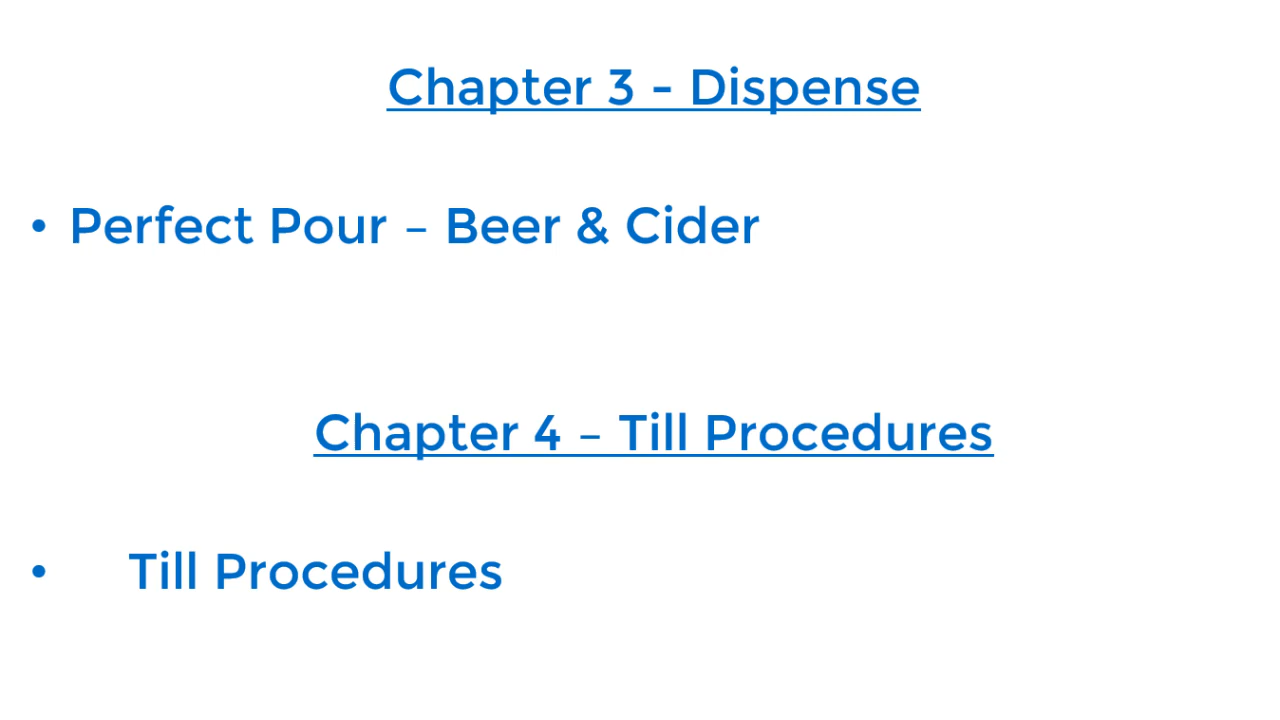 Chapter 3 - Dispense
• Perfect Pour – Beer & Cider
Chapter 4 – Till Procedures
• Till Procedures